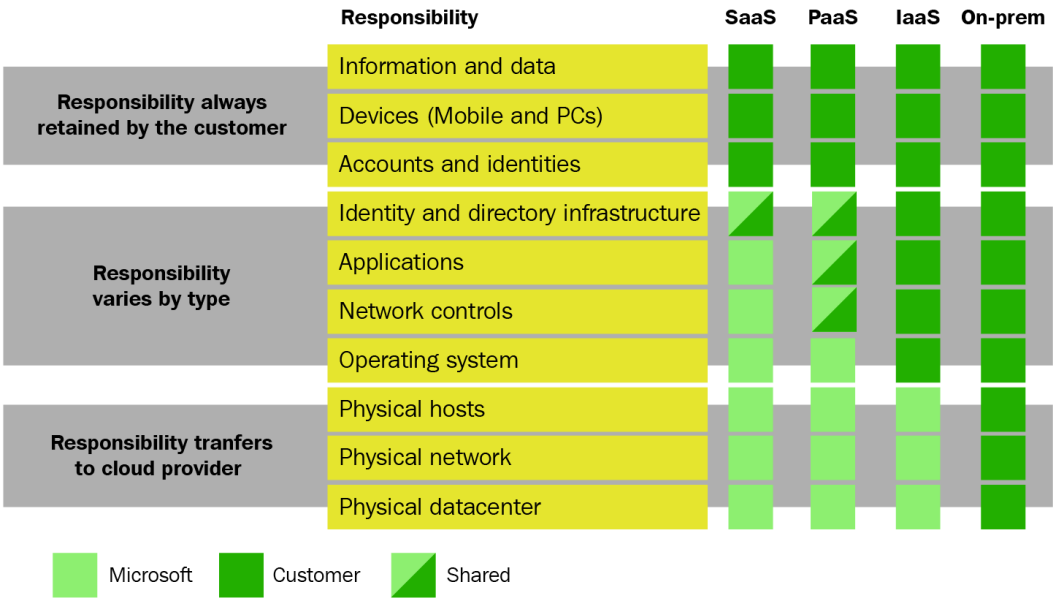 Responsibility SaaS PaaS IaaS On-prem
Responsibility always
retained by the customer
Information and data
Devices (Mobile and PCs)
Accounts and identities
Responsibility
varies by type
Identity and directory infrastructure
Applications
Network controls
Operating system
Responsibility tranfers
to cloud provider
Physical hosts
Physical network
Physical datacenter
Microsoft Customer Shared